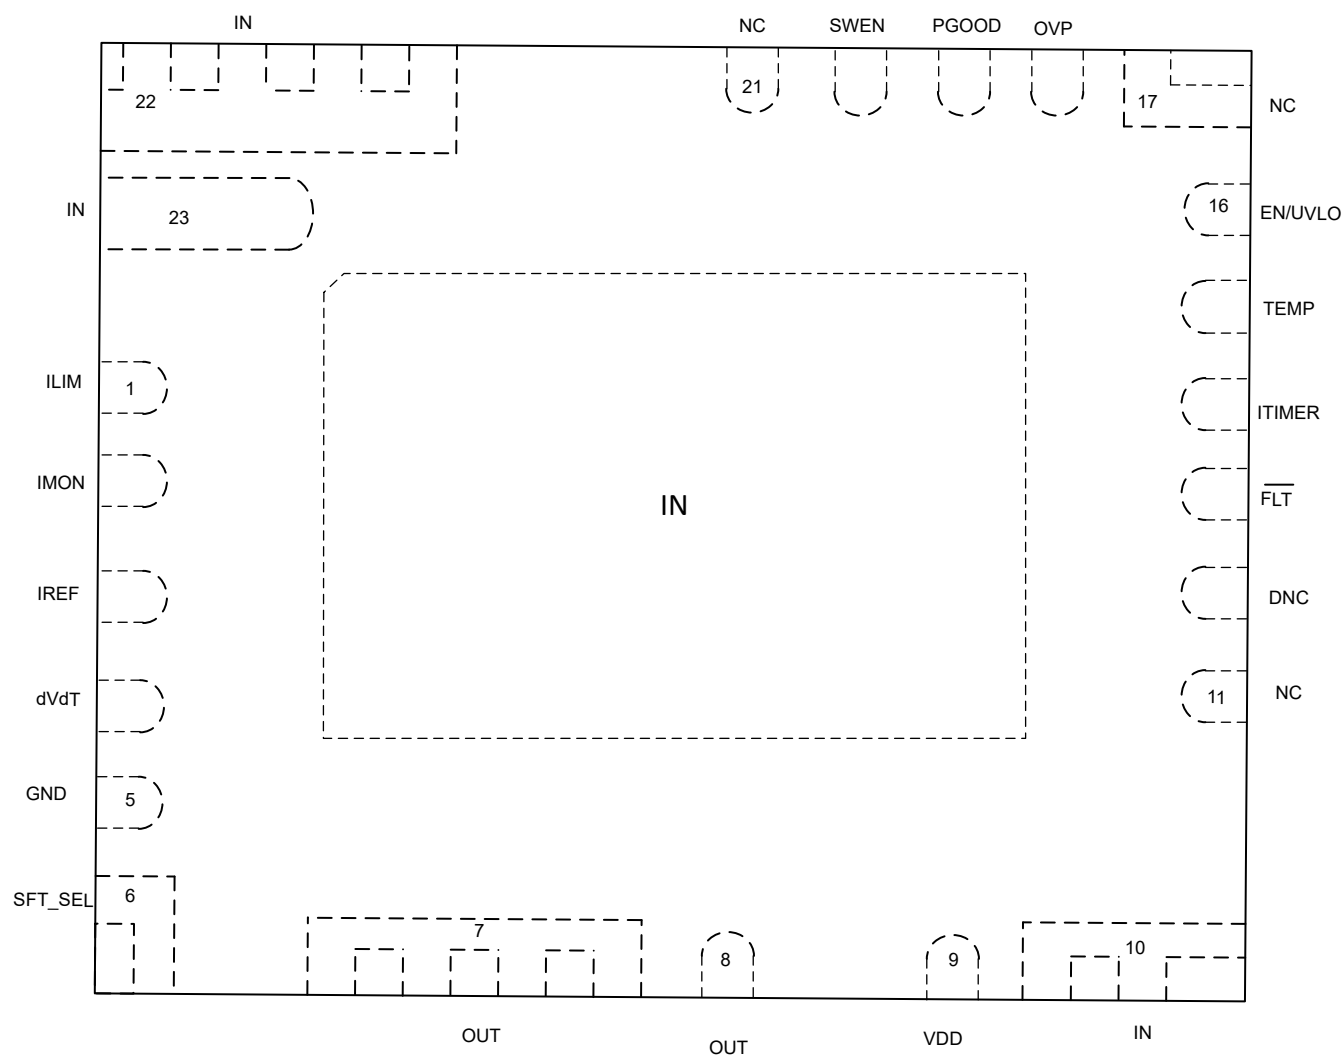 IN
NC
SWEN
PGOOD
OVP
22
21
17
NC
IN
23
16
EN/UVLO
TEMP
ILIM
1
ITIMER
IMON
FLT
IN
IREF
DNC
dVdT
11
NC
GND
5
SFT_SEL
6
7
8
9
10
OUT
OUT
VDD
IN